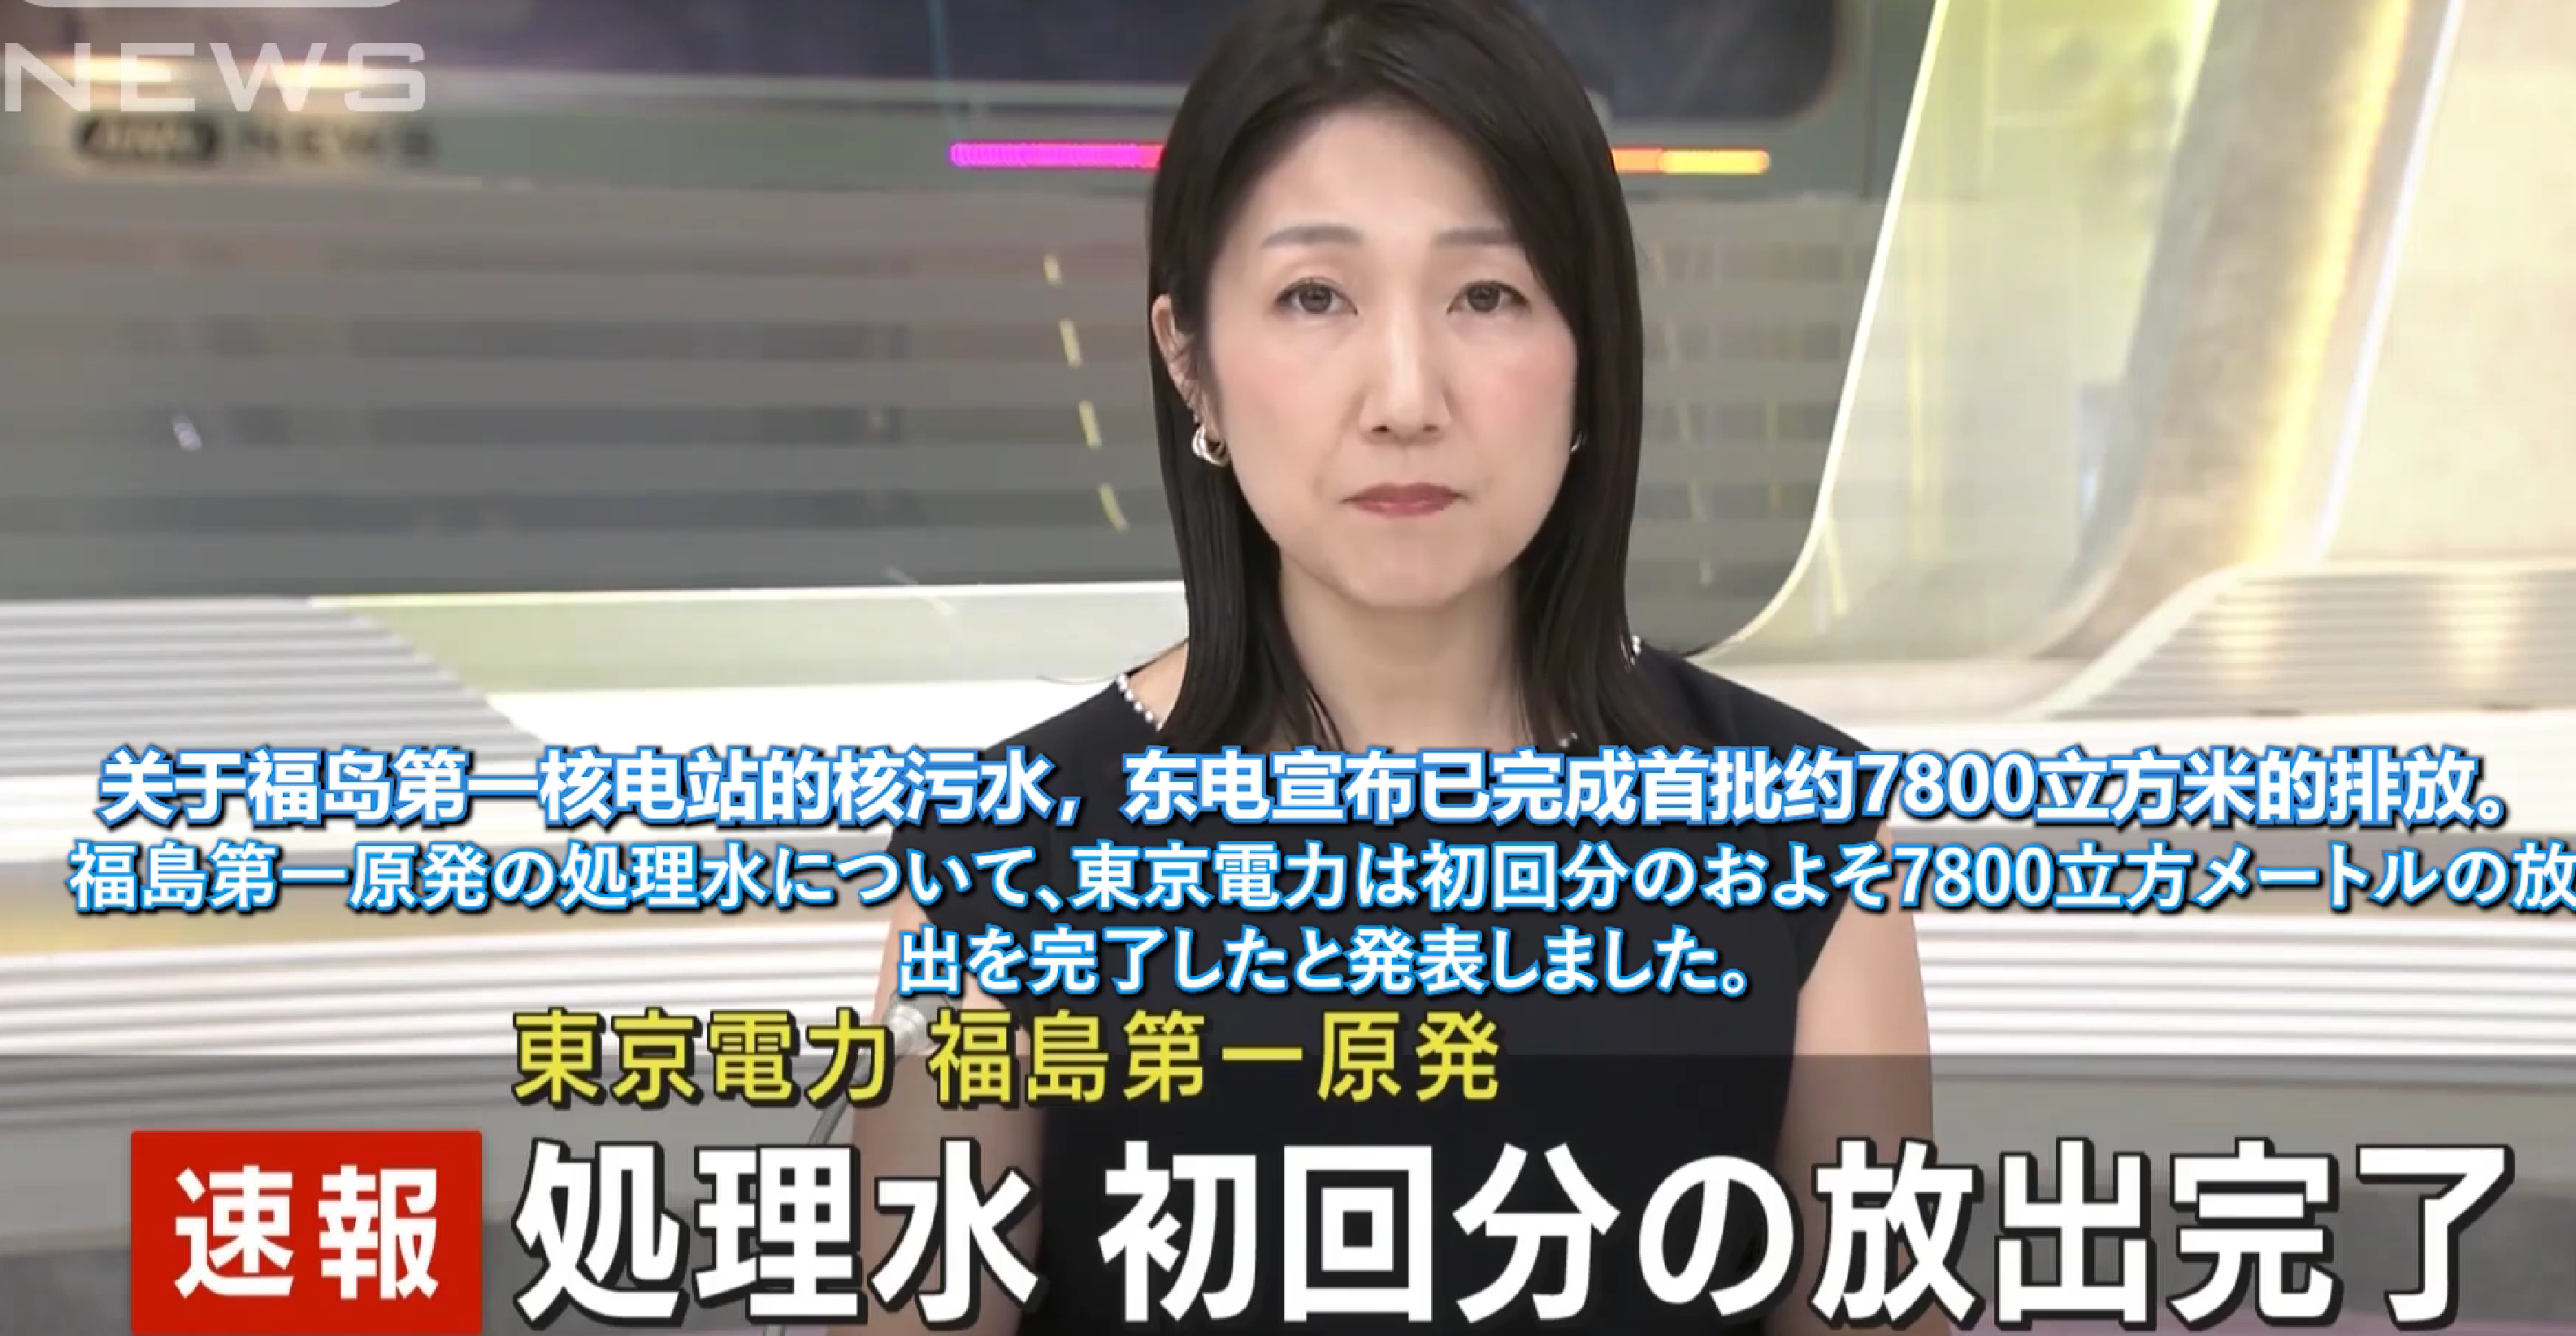 NEWS
NEWS
关于福岛第一核电站的核污水，东电宣布已完成首批约7800立方米的排放。
福島第一原発の処理水について、東京電力は初回分のおよそ7800立方メートルの放
出を完了したと発表しました。
東京電力 福島第一原発
速報
処理水 初回分の放出完了